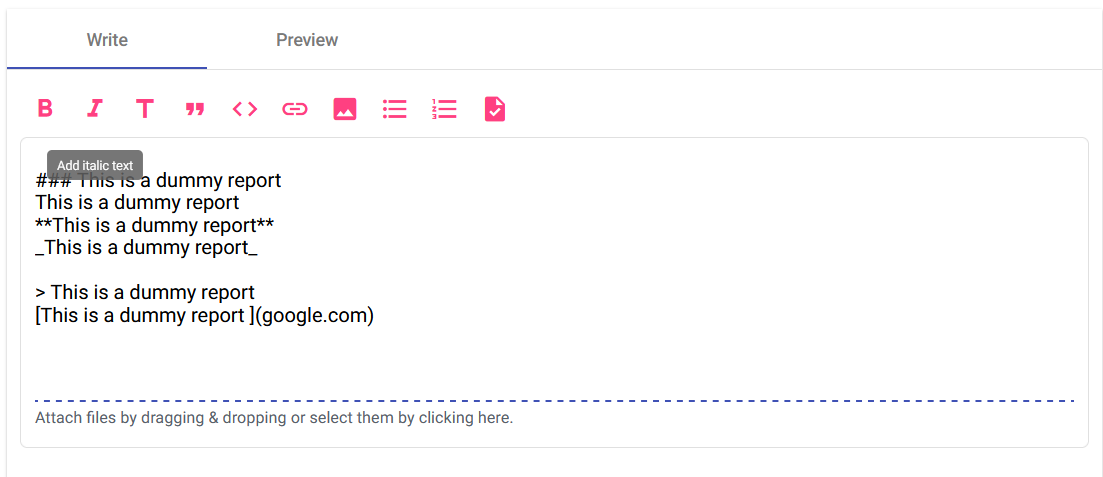 Write
Preview
Add italic text
### This is a dummy report
This is a dummy report
**This is a dummy report**
_This is a dummy report_
> This is a dummy report
[This is a dummy report ](google.com)
Attach files by dragging & dropping or select them by clicking here.